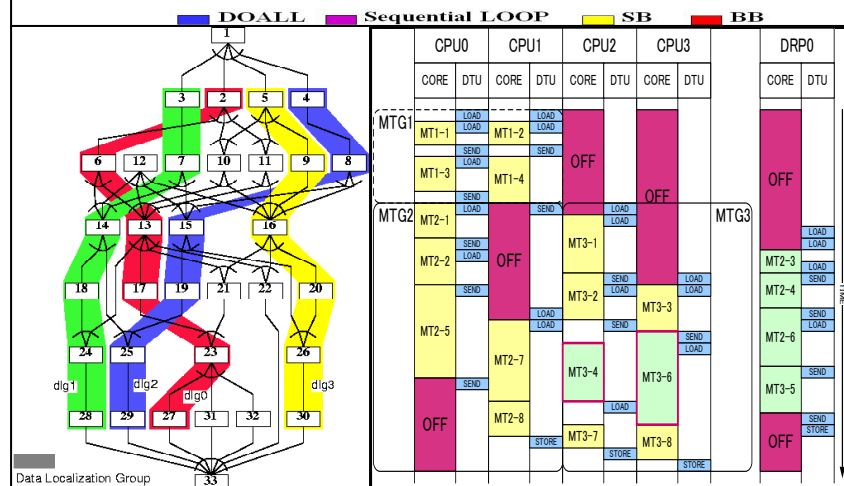 DOALL Sequential LOOP SB BB
1
3 2 5 4
6 12 7 10 11 9 8
14 13 15 16
18 17 19 21 22 20
24 25 23 26
dlg1 dlg2 dlg0 dlg3
28 29 27 31 32 30
33
Data Localization Group
CPU0 CPU1 CPU2 CPU3 DRP0
CORE DTU CORE DTU CORE DTU CORE DTU CORE DTU
LOAD LOAD
MTG1 MT1-1 LOAD MT1-2 LOAD
SEND SEND OFF
MT1-3 LOAD MT1-4 OFF OFF
SEND
MTG2 MT2-1 LOAD SEND LOAD MTG3
LOAD LOAD
SEND MT3-1 LOAD
MT2-2 LOAD OFF MT2-3 LOAD
SEND SEND LOAD MT2-4
LOAD LOAD
MT2-5 LOAD MT3-2 MT3-3 SEND
LOAD SEND MT2-6 LOAD
SEND
MT2-7 MT3-4 MT3-6 LOAD
SEND MT3-5 SEND
OFF MT2-8 LOAD SEND
MT3-7 MT3-8 OFF STORE
STORE STORE
STORE
TIME